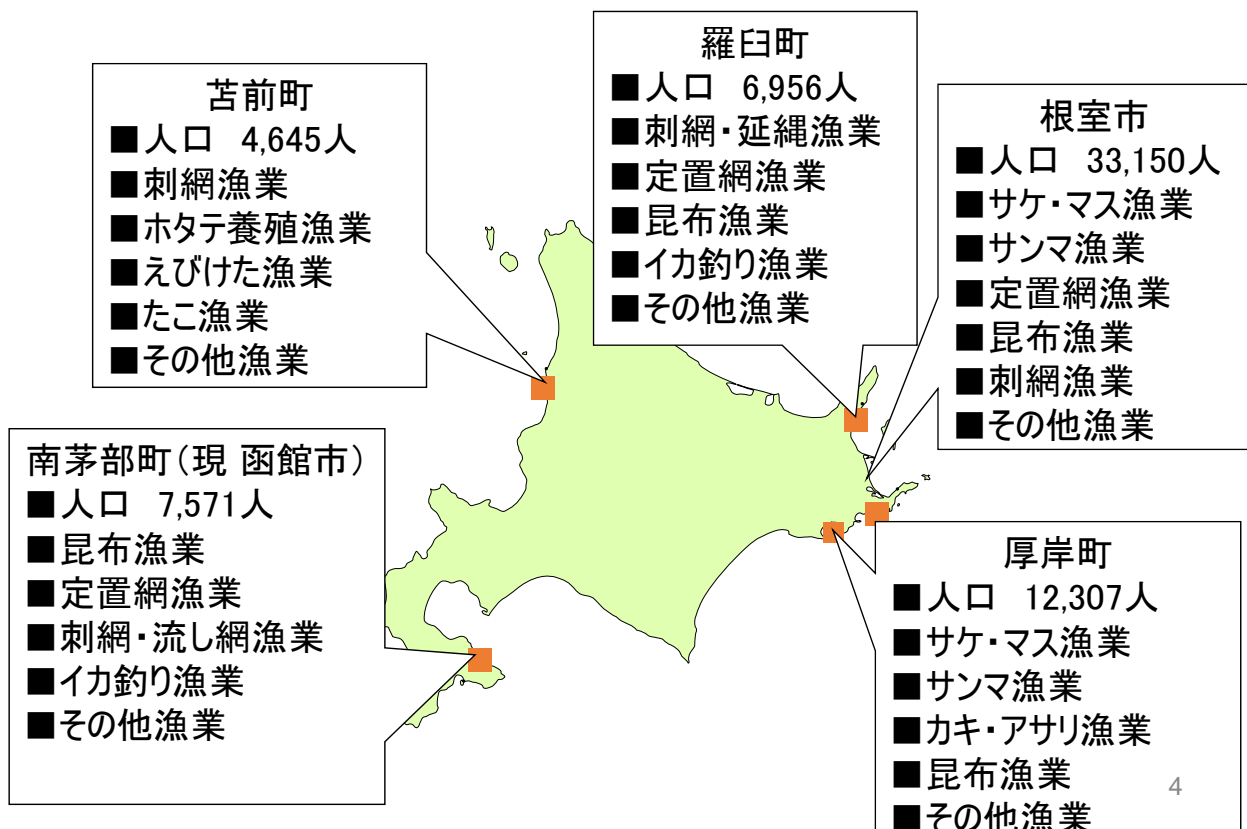 苫前町
■人口 4,645人
■刺網漁業
■ホタテ養殖漁業
■えびけた漁業
■たこ漁業
■その他漁業
羅臼町
■人口 6,956人
■刺網・延縄漁業
■定置網漁業
■昆布漁業
■イカ釣り漁業
■その他漁業
根室市
■人口 33,150人
■サケ・マス漁業
■サンマ漁業
■定置網漁業
■昆布漁業
■刺網漁業
■その他漁業
南茅部町(現 函館市)
■人口 7,571人
■昆布漁業
■定置網漁業
■刺網・流し網漁業
■イカ釣り漁業
■その他漁業
厚岸町
■人口 12,307人
■サケ・マス漁業
■サンマ漁業
■カキ・アサリ漁業
■昆布漁業
■その他漁業
4